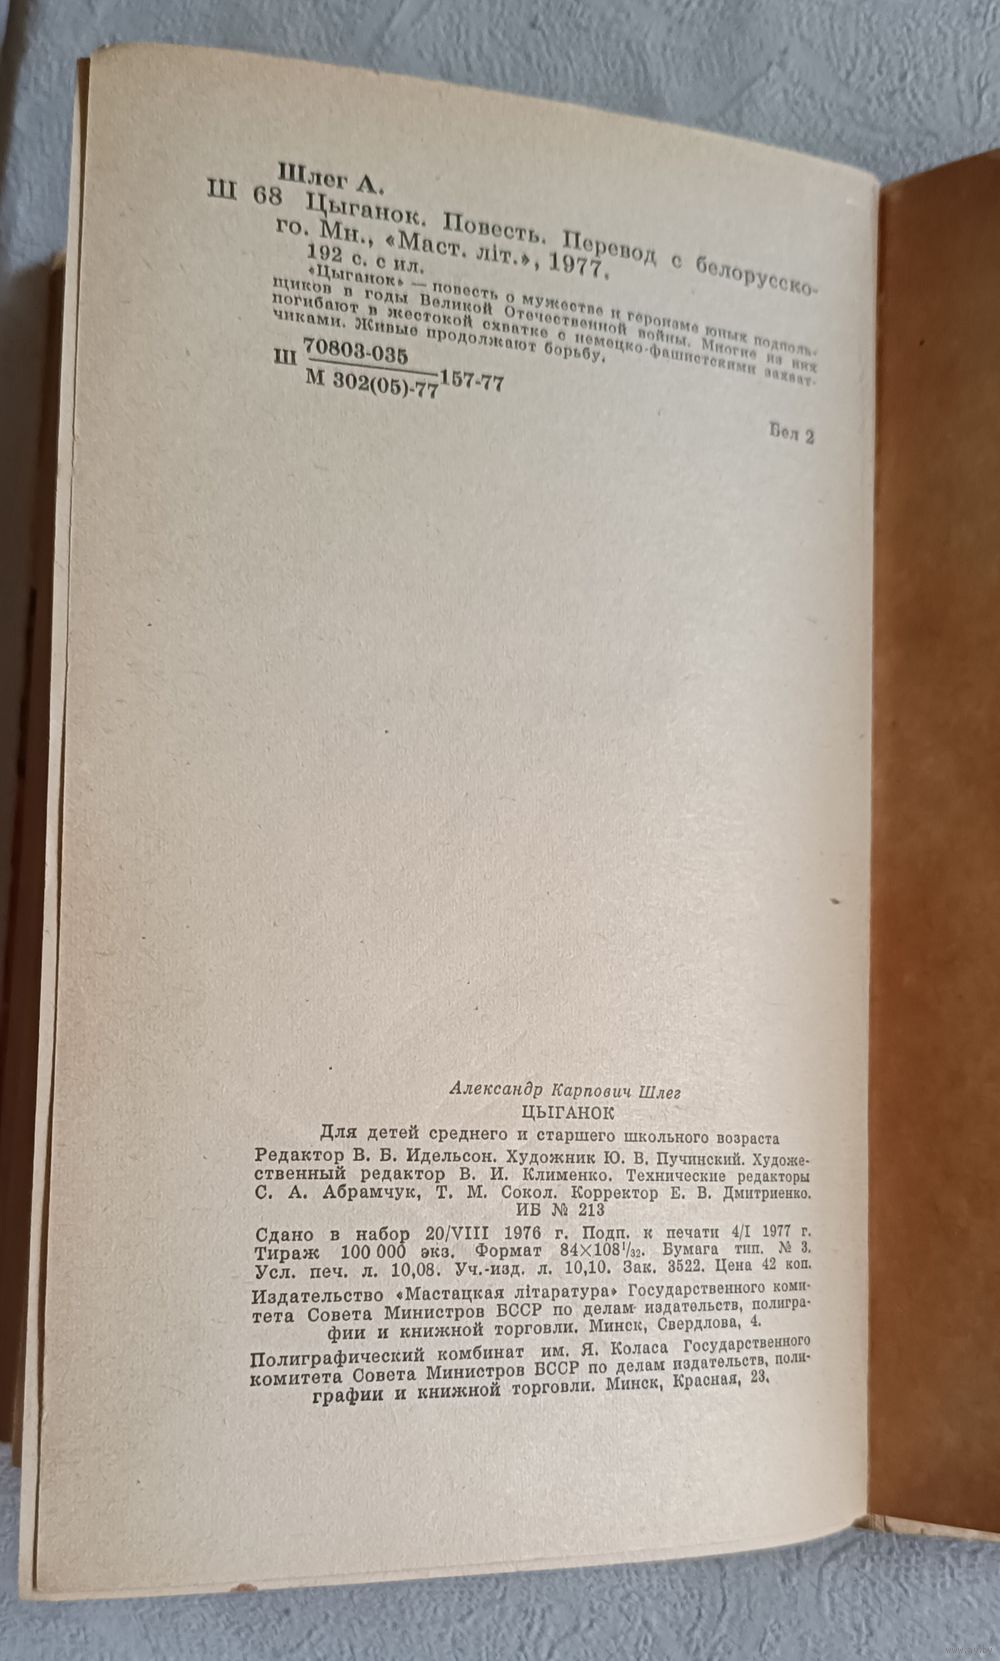 Шлег А.
Ш 68 Цыганок. Повесть. Перевод с белорусско-
го. Мн., «Маст. літ.», 1977.
192 с. с ил.
«Цыганок» — повесть о мужестве и героизме юных подполь-
щиков в годы Великой Отечественной войны. Многие из них
погибают в жестокой схватке с немецко-фашистскими захват-
чиками. Живые продолжают борьбу.
Ш 70803-035
М 302(05)-77 157-77
Бел 2
Александр Карпович Шлег
ЦЫГАНОК
Для детей среднего и старшего школьного возраста
Редактор В. Б. Идельсон. Художник Ю. В. Пучинский. Художе-
ственный редактор В. И. Клименко. Технические редакторы
С. А. Абрамчук, Т. М. Сокол. Корректор Е. В. Дмитриенко.
ИБ № 213
Сдано в набор 20/VIII 1976 г. Подп. к печати 4/I 1977 г.
Тираж 100 000 экз. Формат 84×108¹/₃₂. Бумага тип. № 3.
Усл. печ. л. 10,08. Уч.-изд. л. 10,10. Зак. 3522. Цена 42 коп.
Издательство «Мастацкая літаратура» Государственного коми-
тета Совета Министров БССР по делам издательств, полигра-
фии и книжной торговли. Минск, Свердлова, 4.
Полиграфический комбинат им. Я. Коласа Государственного
комитета Совета Министров БССР по делам издательств, поли-
графии и книжной торговли. Минск, Красная, 23.